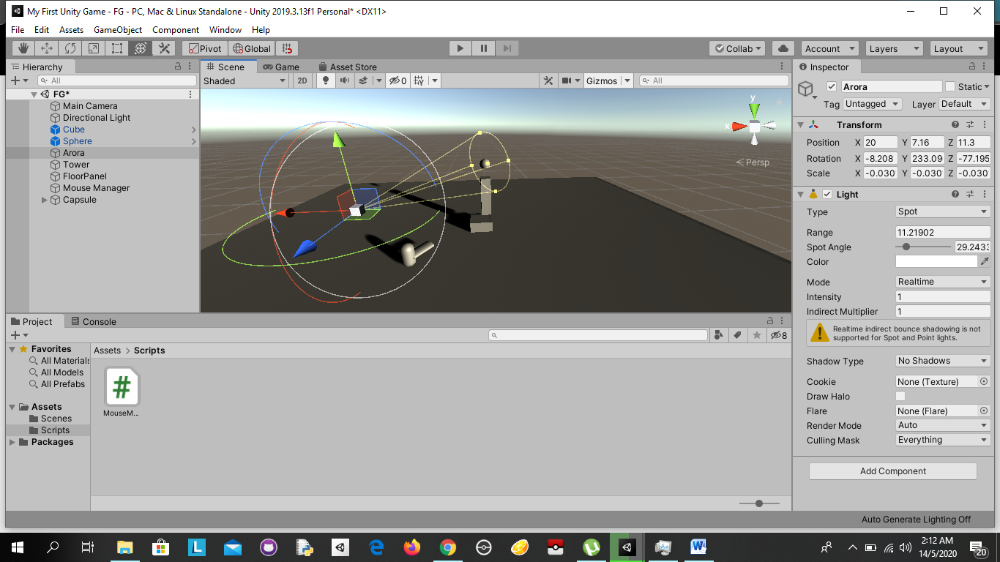 My First Unity Game - FG - PC, Mac & Linux Standalone - Unity 2019.3.13f1 Personal* <DX11>
File Edit Assets GameObject Component Window Help
Pivot Global Collab Account Layers Layout
Hierarchy
All
FG*
Main Camera
Directional Light
Cube
Sphere
Arora
Tower
FloorPanel
Mouse Manager
Capsule
Scene Game Asset Store
Shaded 2D 0 Gizmos All
y
x
Persp
Inspector
Arora Static
Tag Untagged Layer Default
Transform
Position X 20 Y 7.16 Z 11.3
Rotation X -8.208 Y 233.09 Z -77.195
Scale X -0.030 Y -0.030 Z -0.030
Light
Type Spot
Range 11.21902
Spot Angle 29.2433
Color
Mode Realtime
Intensity 1
Indirect Multiplier 1
Realtime indirect bounce shadowing is not
supported for Spot and Point lights.
Shadow Type No Shadows
Cookie None (Texture)
Draw Halo
Flare None (Flare)
Render Mode Auto
Culling Mask Everything
Add Component
Project Console
8
Favorites
All Materials
All Models
All Prefabs
Assets
Scenes
Scripts
Packages
Assets > Scripts
#
MouseM...
Auto Generate Lighting Off
L
W
2:12 AM
14/5/2020
20